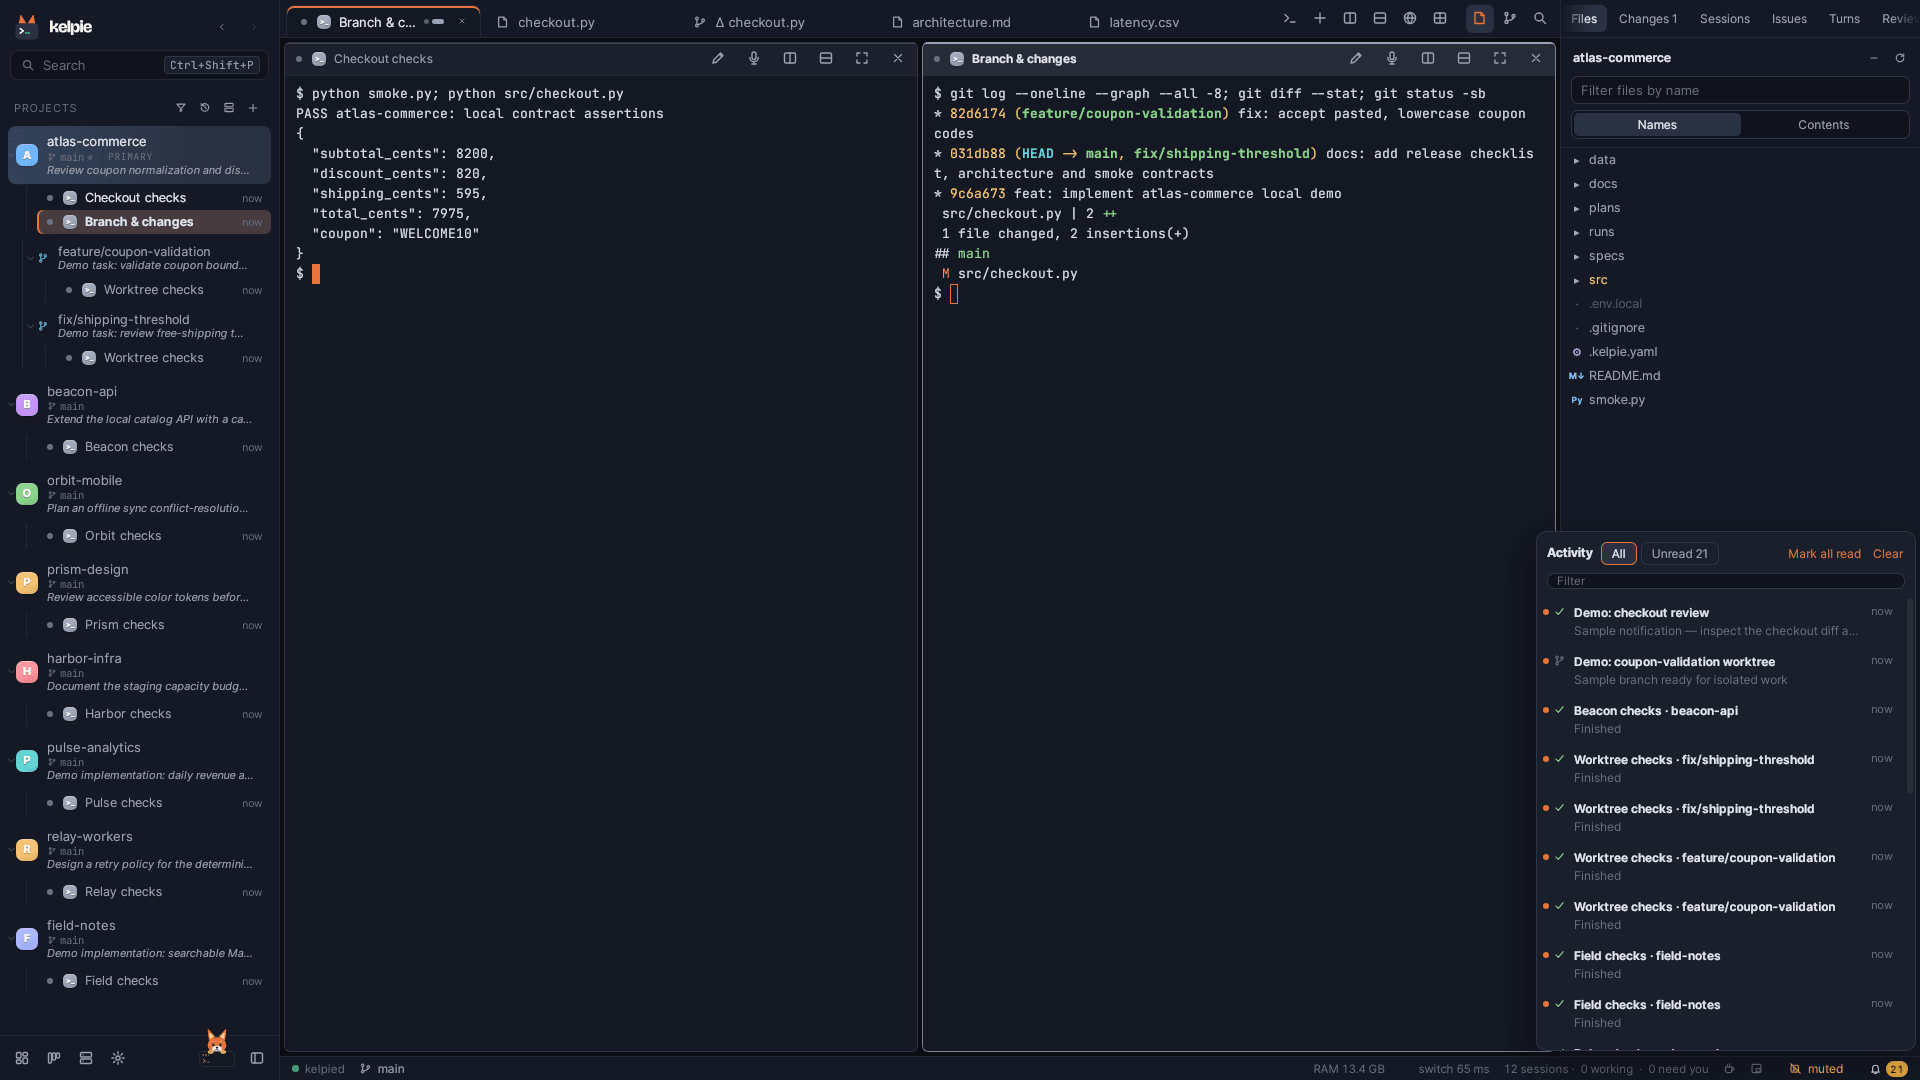 kelpie
Search
Ctrl+Shift+P
PROJECTS
A
atlas-commerce
main * PRIMARY
Review coupon normalization and dis...
Checkout checks now
Branch & changes now
feature/coupon-validation
Demo task: validate coupon bound...
Worktree checks now
fix/shipping-threshold
Demo task: review free-shipping t...
Worktree checks now
B
beacon-api
main
Extend the local catalog API with a ca...
Beacon checks now
O
orbit-mobile
main
Plan an offline sync conflict-resolutio...
Orbit checks now
P
prism-design
main
Review accessible color tokens befor...
Prism checks now
H
harbor-infra
main
Document the staging capacity budg...
Harbor checks now
P
pulse-analytics
main
Demo implementation: daily revenue a...
Pulse checks now
R
relay-workers
main
Design a retry policy for the determini...
Relay checks now
F
field-notes
main
Demo implementation: searchable Ma...
Field checks now
Branch & c...
checkout.py
Δ checkout.py
architecture.md
latency.csv
Checkout checks
$ python smoke.py; python src/checkout.py
PASS atlas-commerce: local contract assertions
{
"subtotal_cents": 8200,
"discount_cents": 820,
"shipping_cents": 595,
"total_cents": 7975,
"coupon": "WELCOME10"
}
$
Branch & changes
$ git log --oneline --graph --all -8; git diff --stat; git status -sb
* 82d6174 (feature/coupon-validation) fix: accept pasted, lowercase coupon
codes
* 031db88 (HEAD -> main, fix/shipping-threshold) docs: add release checklis
t, architecture and smoke contracts
* 9c6a673 feat: implement atlas-commerce local demo
src/checkout.py | 2 ++
1 file changed, 2 insertions(+)
## main
M src/checkout.py
$
Files
Changes 1
Sessions
Issues
Turns
Review
atlas-commerce
Filter files by name
Names
Contents
data
docs
plans
runs
specs
src
.env.local
.gitignore
.kelpie.yaml
M↓ README.md
Py smoke.py
Activity
All
Unread 21
Mark all read
Clear
Filter
Demo: checkout review now
Sample notification — inspect the checkout diff a...
Demo: coupon-validation worktree now
Sample branch ready for isolated work
Beacon checks · beacon-api now
Finished
Worktree checks · fix/shipping-threshold now
Finished
Worktree checks · fix/shipping-threshold now
Finished
Worktree checks · feature/coupon-validation now
Finished
Worktree checks · feature/coupon-validation now
Finished
Field checks · field-notes now
Finished
Field checks · field-notes now
Finished
kelpied
main
RAM 13.4 GB
switch 65 ms
12 sessions · 0 working · 0 need you
muted
21